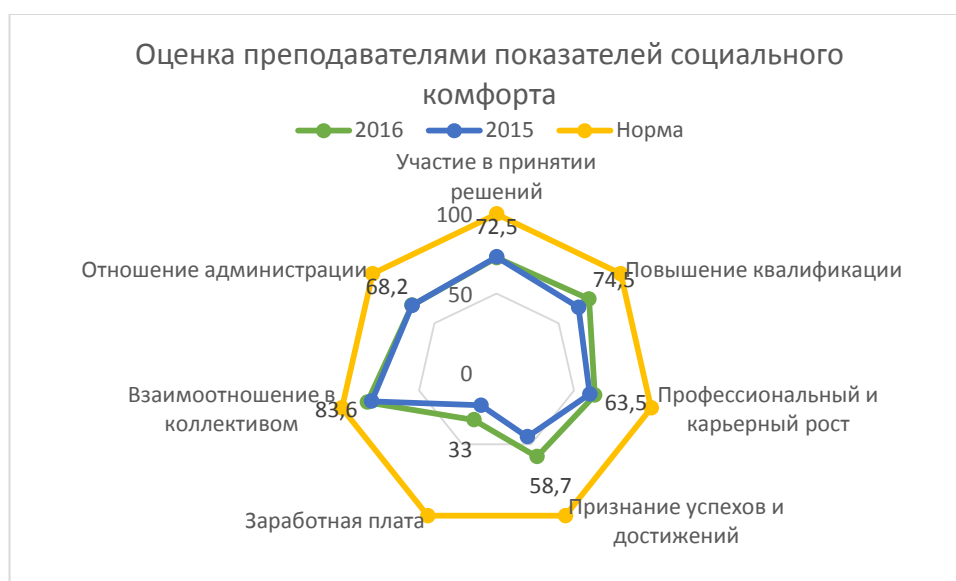 Оценка преподавателями показателей социального
комфорта
2016 2015 Норма
Участие в принятии
решений
100
72,5
Отношение администрации
68,2
74,5
Повышение квалификации
50
0
Взаимоотношение в
коллективом
83,6
63,5
Профессиональный и
карьерный рост
33
58,7
Заработная плата
Признание успехов и
достижений